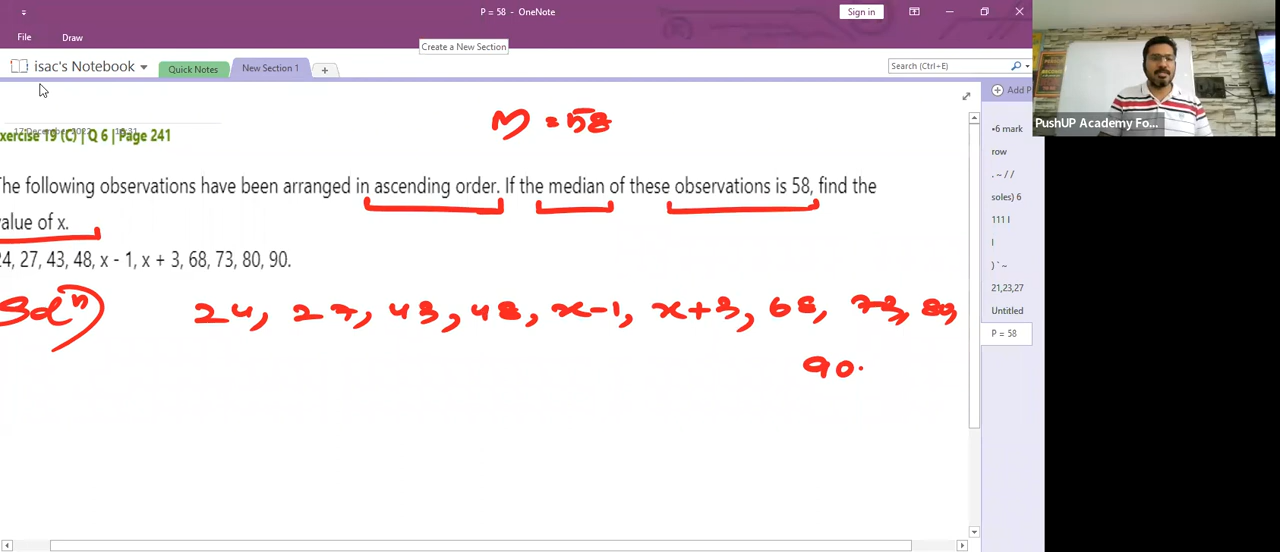 P = 58 - OneNote
Sign in
File
Draw
Create a New Section
isac's Notebook
Quick Notes
New Section 1
Search (Ctrl+E)
xercise 19 (C) | Q 6 | Page 241
M = 58
The following observations have been arranged in ascending order. If the median of these observations is 58, find the
alue of x.
24, 27, 43, 48, x - 1, x + 3, 68, 73, 80, 90.
Solⁿ)
24, 27, 43, 48, x-1, x+3, 68, 73, 80,
90.
Add P
•6 mark
row
. ~ / /
soles) 6
111 I
I
) ` ~
21,23,27
Untitled
P = 58
PushUP Academy Fo...